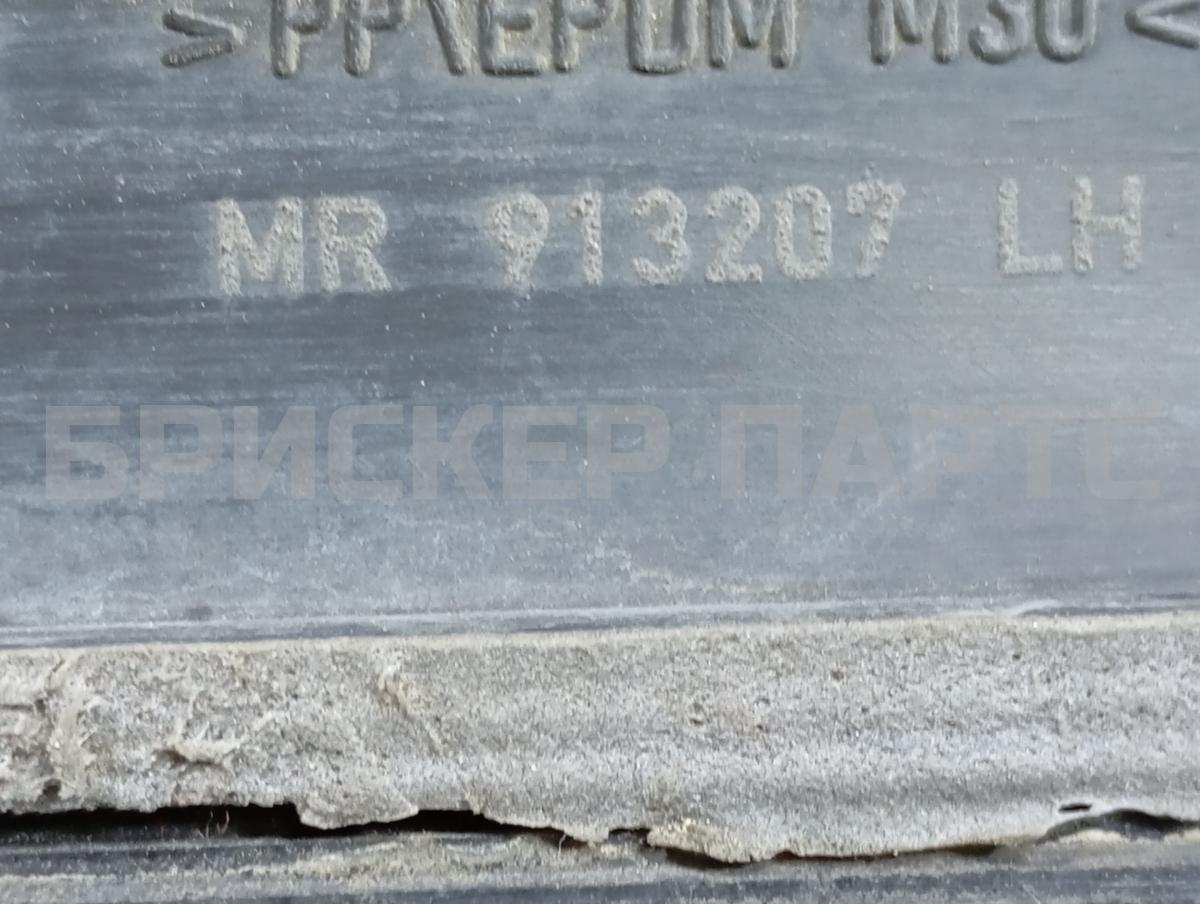 >PP\EPDM M30<
MR 913207 LH
БРИСКЕР ПАРТС